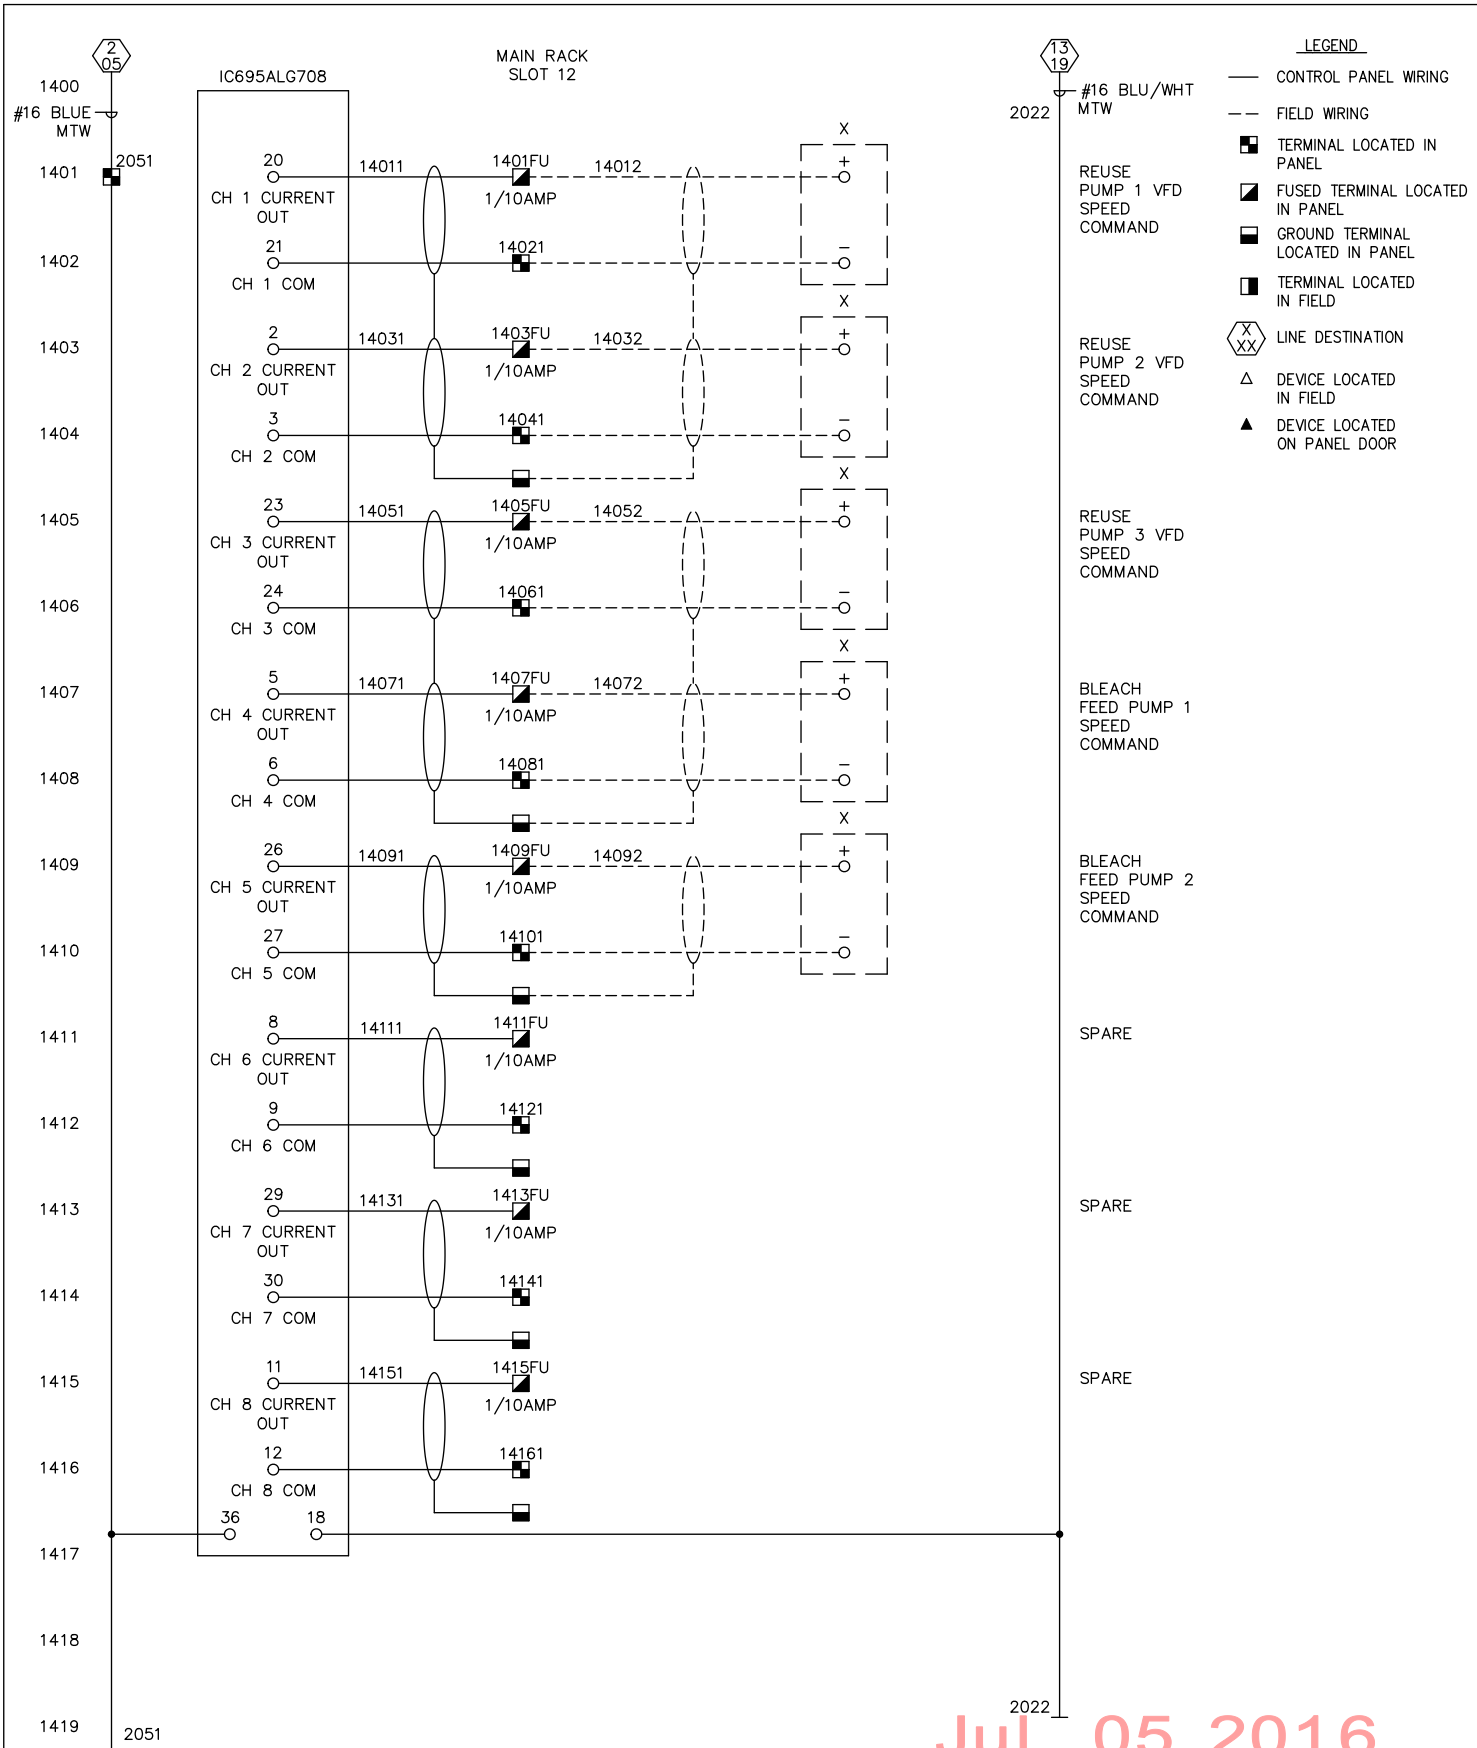 2
05
MAIN RACK
SLOT 12
13
19
LEGEND
IC695ALG708
1400
#16 BLUE
MTW
#16 BLU/WHT
MTW
2022
CONTROL PANEL WIRING
FIELD WIRING
TERMINAL LOCATED IN
PANEL
FUSED TERMINAL LOCATED
IN PANEL
GROUND TERMINAL
LOCATED IN PANEL
TERMINAL LOCATED
IN FIELD
X
XX
LINE DESTINATION
DEVICE LOCATED
IN FIELD
DEVICE LOCATED
ON PANEL DOOR
1401
2051
20
CH 1 CURRENT
OUT
14011
1401FU
1/10AMP
14012
X
+
REUSE
PUMP 1 VFD
SPEED
COMMAND
1402
21
CH 1 COM
14021
–
1403
2
CH 2 CURRENT
OUT
14031
1403FU
1/10AMP
14032
X
+
REUSE
PUMP 2 VFD
SPEED
COMMAND
1404
3
CH 2 COM
14041
–
1405
23
CH 3 CURRENT
OUT
14051
1405FU
1/10AMP
14052
X
+
REUSE
PUMP 3 VFD
SPEED
COMMAND
1406
24
CH 3 COM
14061
–
1407
5
CH 4 CURRENT
OUT
14071
1407FU
1/10AMP
14072
X
+
BLEACH
FEED PUMP 1
SPEED
COMMAND
1408
6
CH 4 COM
14081
–
1409
26
CH 5 CURRENT
OUT
14091
1409FU
1/10AMP
14092
X
+
BLEACH
FEED PUMP 2
SPEED
COMMAND
1410
27
CH 5 COM
14101
–
1411
8
CH 6 CURRENT
OUT
14111
1411FU
1/10AMP
SPARE
1412
9
CH 6 COM
14121
1413
29
CH 7 CURRENT
OUT
14131
1413FU
1/10AMP
SPARE
1414
30
CH 7 COM
14141
1415
11
CH 8 CURRENT
OUT
14151
1415FU
1/10AMP
SPARE
1416
12
CH 8 COM
14161
36
18
1417
1418
1419
2051
2022
Jul 05 2016